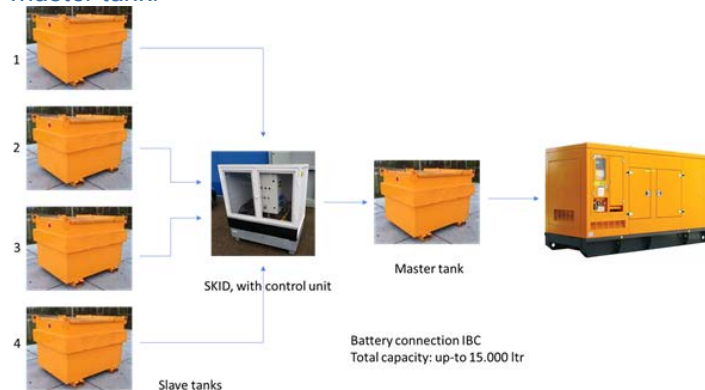 master tank.
1
2
3
4
SKID, with control unit
Master tank
Battery connection IBC
Total capacity: up-to 15.000 ltr
Slave tanks